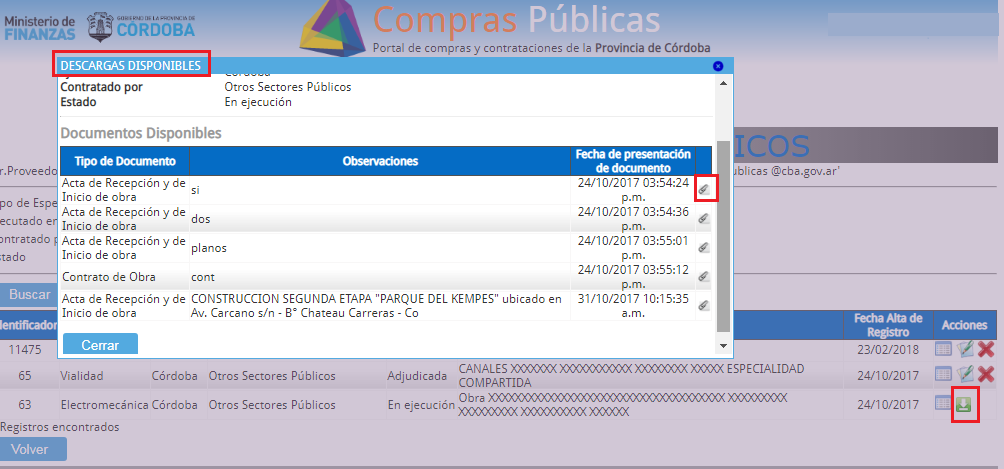 Ministerio de
FINANZAS
GOBIERNO DE LA PROVINCIA DE
CÓRDOBA
Compras Públicas
Portal de compras y contrataciones de la Provincia de Córdoba
DESCARGAS DISPONIBLES
Córdoba
Contratado por Otros Sectores Públicos
Estado En ejecución
Documentos Disponibles
Tipo de Documento Observaciones Fecha de presentación
de documento
Acta de Recepción y de
Inicio de obra si 24/10/2017 03:54:24
p.m.
Acta de Recepción y de
Inicio de obra dos 24/10/2017 03:54:36
p.m.
Acta de Recepción y de
Inicio de obra planos 24/10/2017 03:55:01
p.m.
Contrato de Obra cont 24/10/2017 03:55:12
p.m.
Acta de Recepción y de
Inicio de obra CONSTRUCCION SEGUNDA ETAPA "PARQUE DEL KEMPES" ubicado en
Av. Carcano s/n - B° Chateau Carreras - Co 31/10/2017 10:15:35
a.m.
Cerrar
ICOS
r.Proveedo ublicas @cba.gov.ar'
po de Espe
ecutado en
ontratado p
stado
Buscar
dentificador Fecha Alta de
Registro Acciones
11475 23/02/2018
65 Vialidad Córdoba Otros Sectores Públicos Adjudicada CANALES XXXXXXX XXXXXXXXXXX XXXXXXXX XXXXX ESPECIALIDAD
COMPARTIDA 24/10/2017
63 Electromecánica Córdoba Otros Sectores Públicos En ejecución Obra XXXXXXXXXXXXXXXXXXXXXXXXXXXXXXXX XXXXXXXXX
XXXXXXXXX XXXXXXXXXXX XXXXXX 24/10/2017
Registros encontrados
Volver